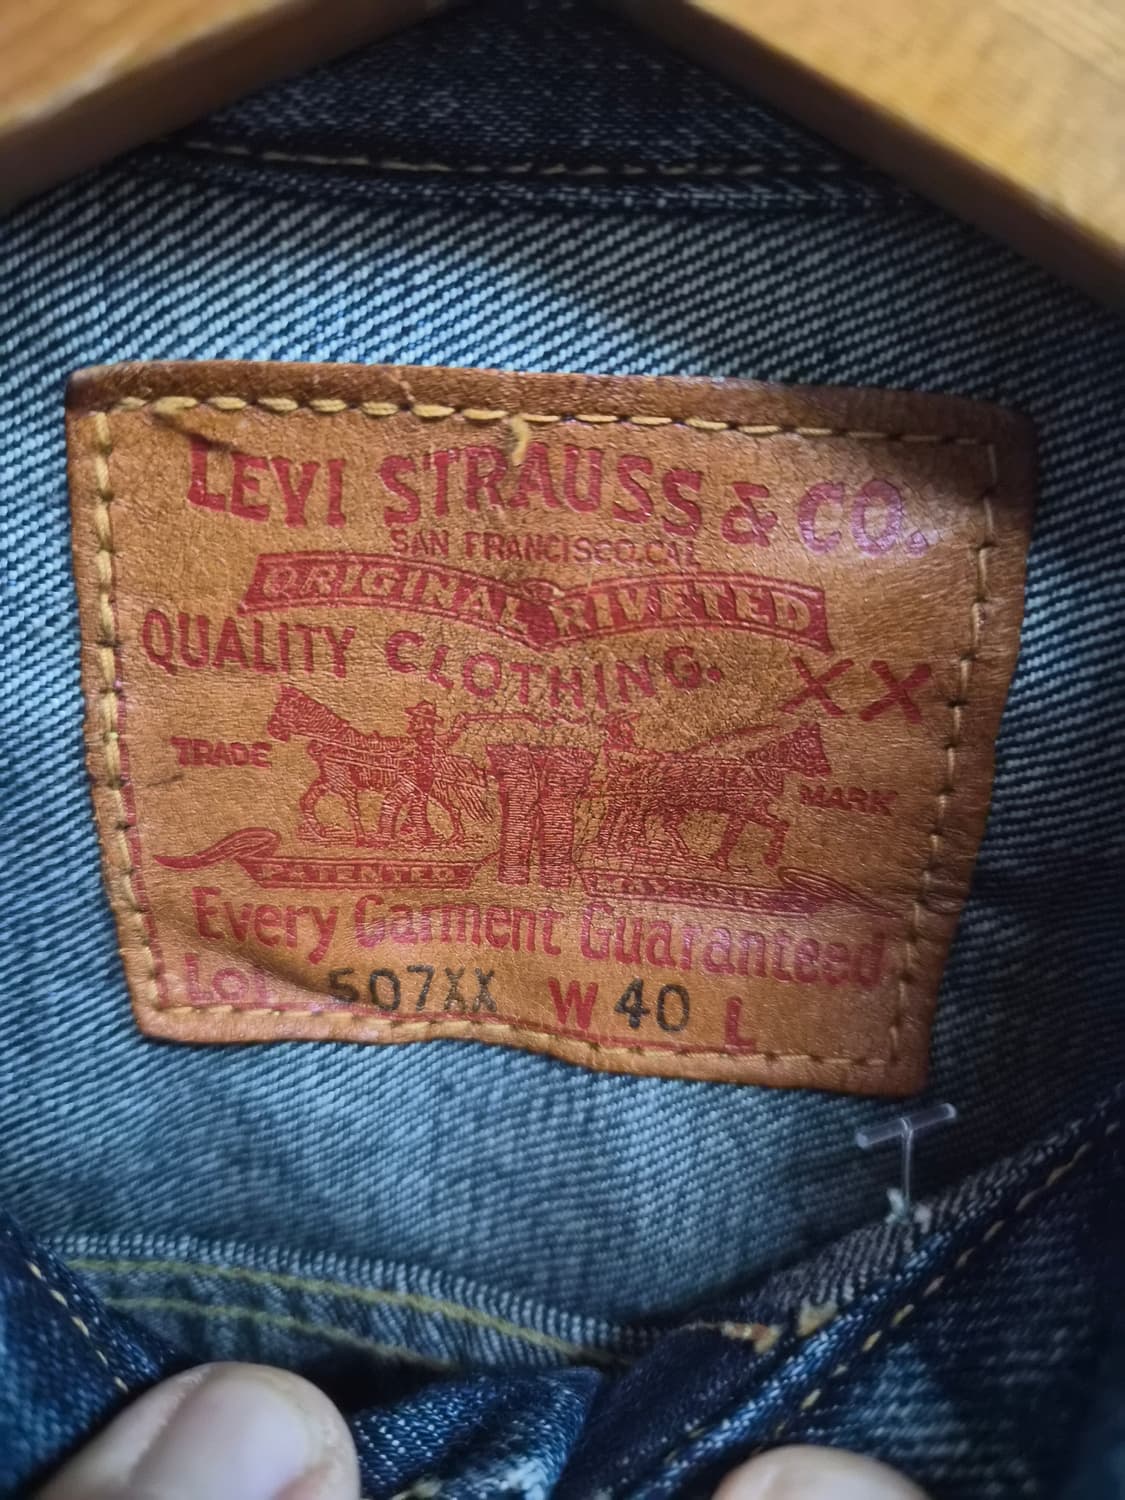 LEVI STRAUSS & CO.
SAN FRANCISCO, CAL
ORIGINAL RIVETED
QUALITY CLOTHING. XX
TRADE MARK
PATENTED
Every Garment Guaranteed
Lot 507XX W 40 L